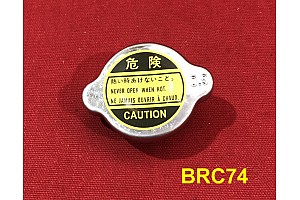 危険
熱い時あけないこと。
NEVER OPEN WHEN HOT.
NE JAMAIS OUVRIR À CHAUD.
CAUTION
BRC74